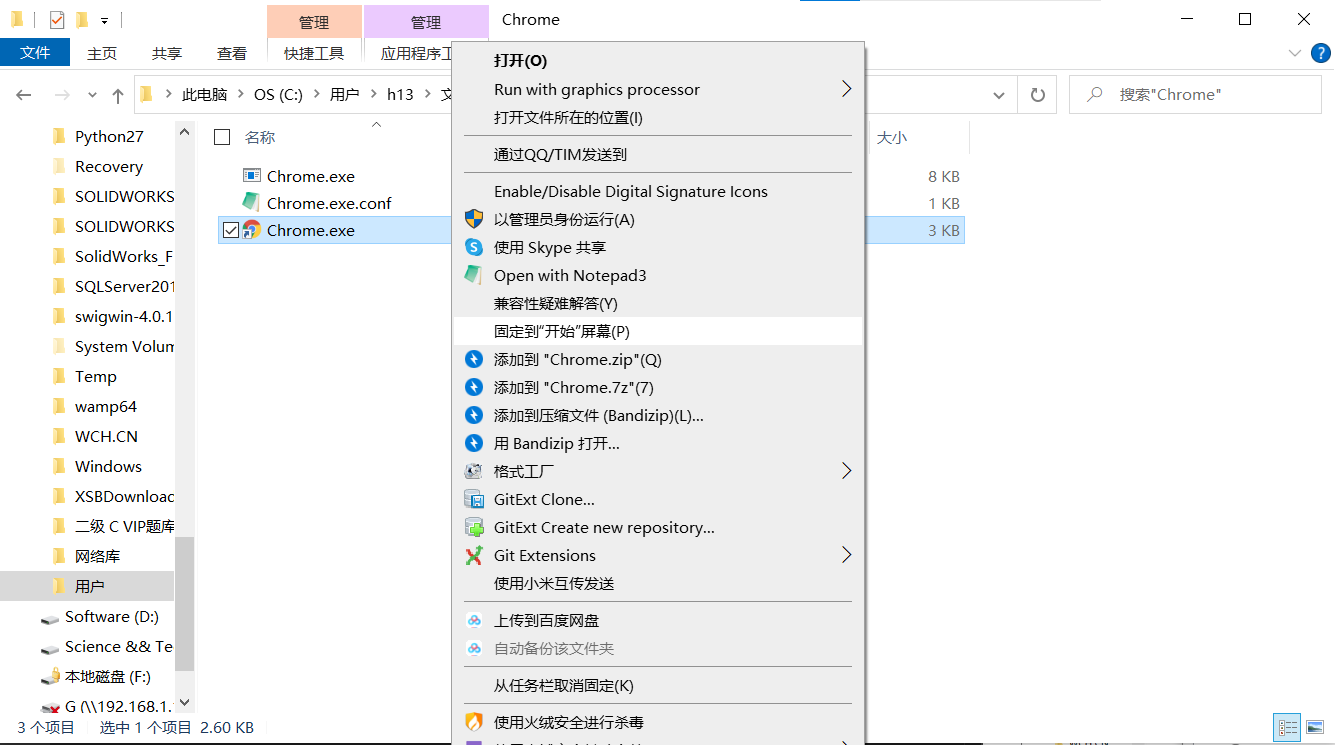 管理
管理
Chrome
文件
主页
共享
查看
快捷工具
应用程序工
此电脑
OS (C:)
用户
h13
搜索"Chrome"
Python27
Recovery
SOLIDWORKS
SOLIDWORKS
SolidWorks_F
SQLServer201
swigwin-4.0.1
System Volum
Temp
wamp64
WCH.CN
Windows
XSBDownload
二级 C VIP题库
网络库
用户
Software (D:)
Science && Te
本地磁盘 (F:)
G (\\192.168.1.
名称
大小
Chrome.exe
8 KB
Chrome.exe.conf
1 KB
Chrome.exe
3 KB
打开(O)
Run with graphics processor
打开文件所在的位置(I)
通过QQ/TIM发送到
Enable/Disable Digital Signature Icons
以管理员身份运行(A)
使用 Skype 共享
Open with Notepad3
兼容性疑难解答(Y)
固定到“开始”屏幕(P)
添加到 "Chrome.zip"(Q)
添加到 "Chrome.7z"(7)
添加到压缩文件 (Bandizip)(L)...
用 Bandizip 打开...
格式工厂
GitExt Clone...
GitExt Create new repository...
Git Extensions
使用小米互传发送
上传到百度网盘
自动备份该文件夹
从任务栏取消固定(K)
使用火绒安全进行杀毒
3 个项目
选中 1 个项目
2.60 KB